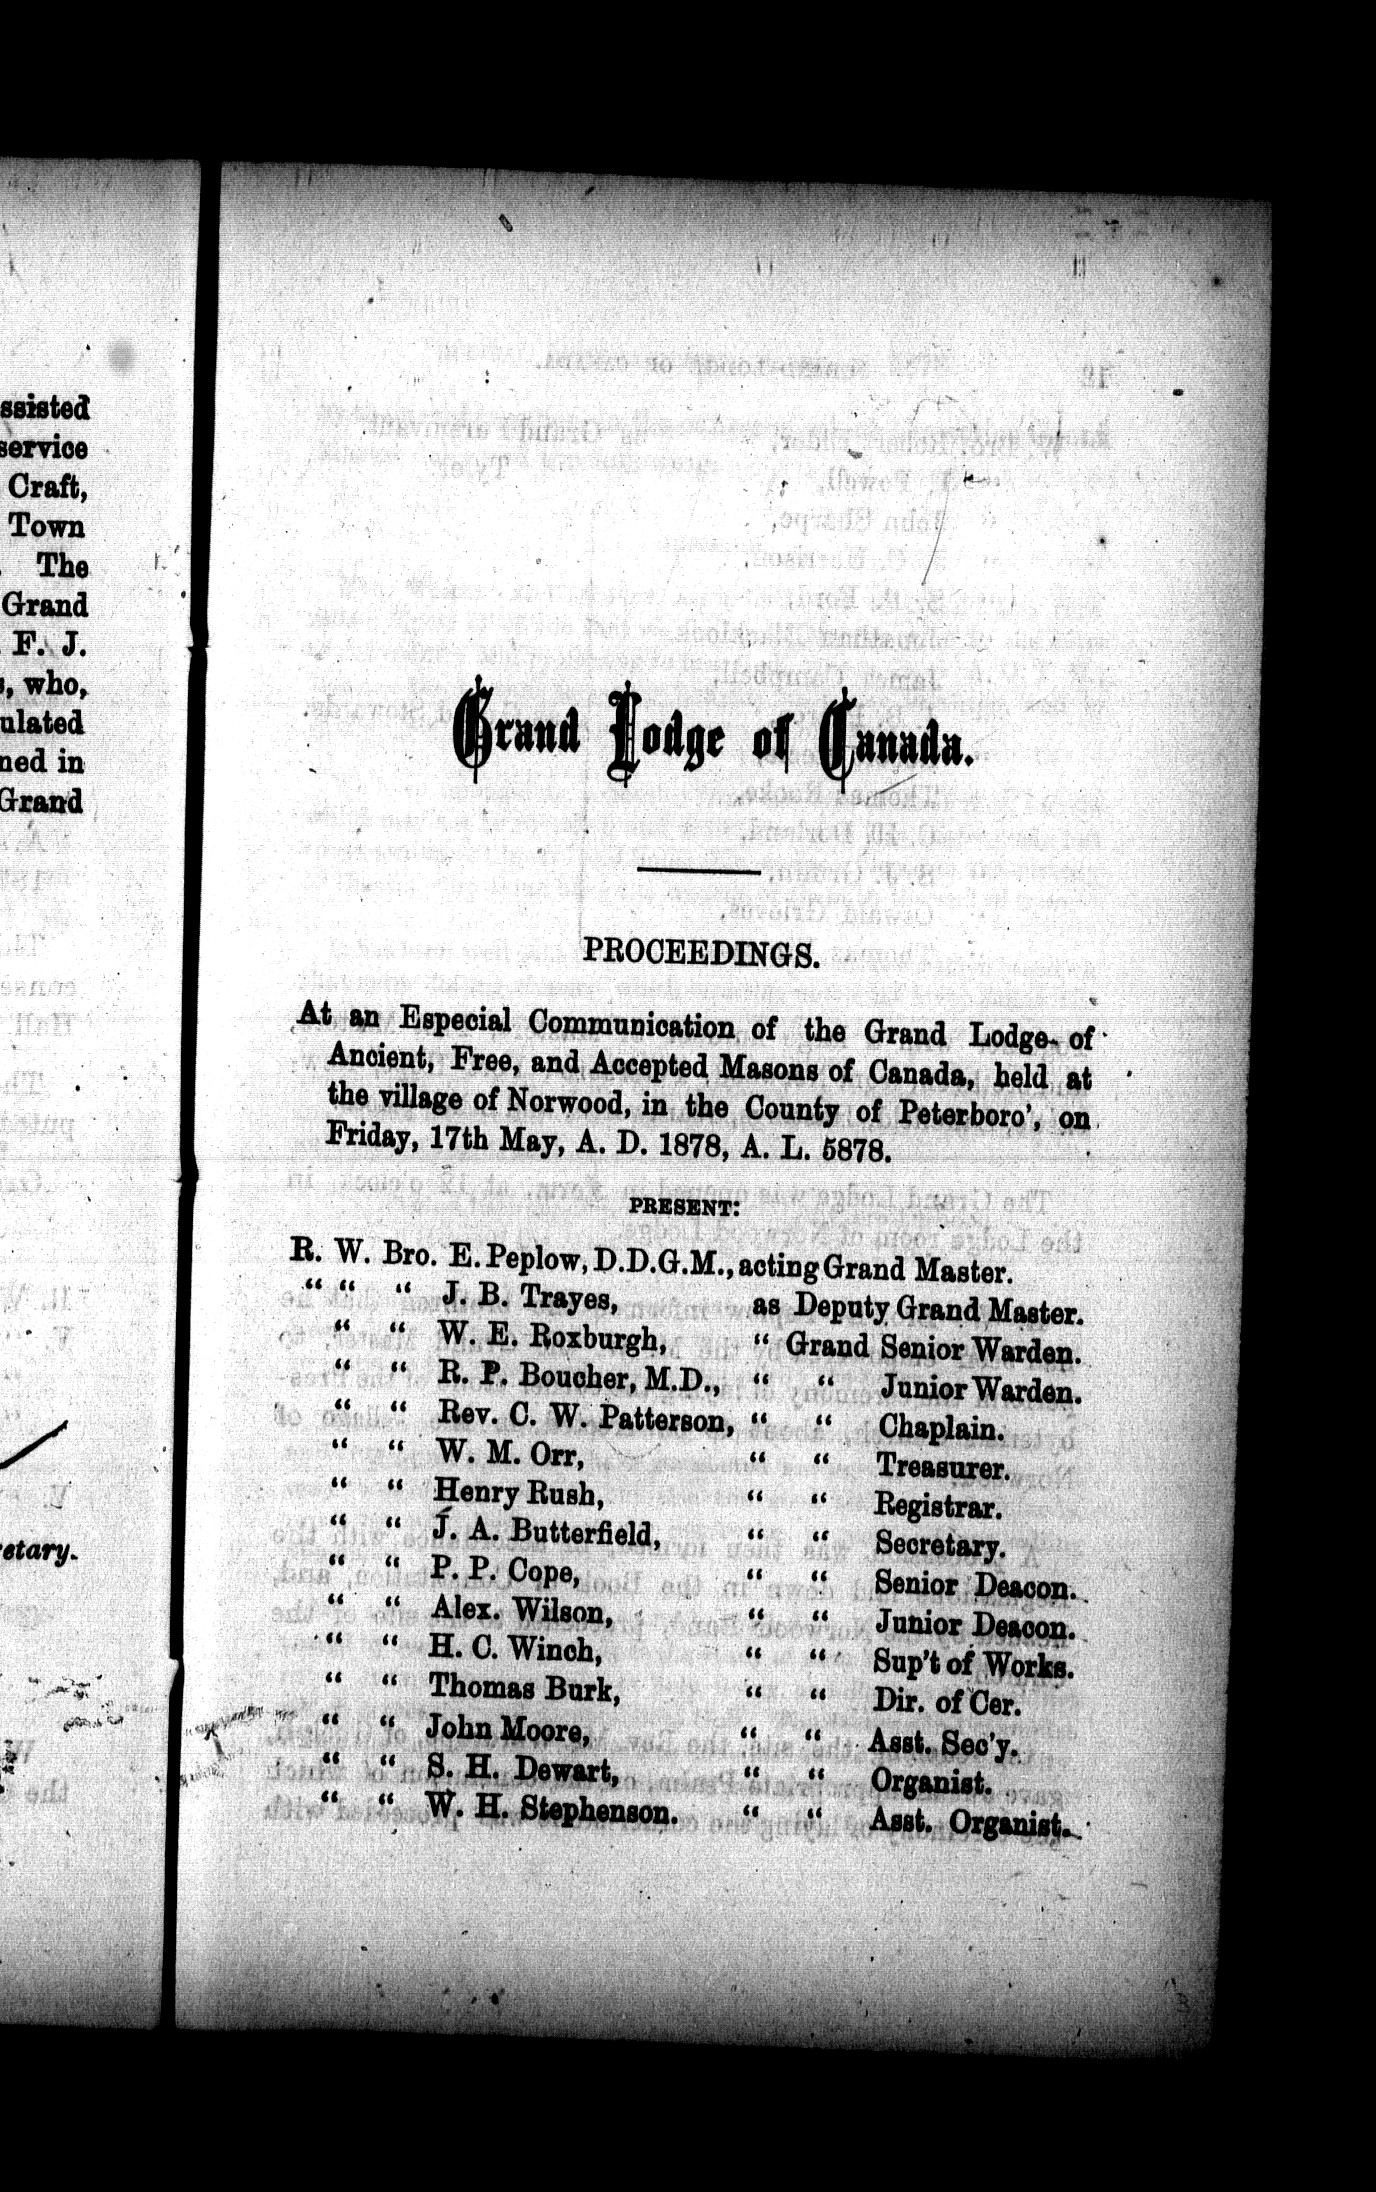 ssisted
service
Craft,
Town
The
Grand
F. J.
who,
ulated
ned in
Grand
etary.
Grand Lodge of Canada.
PROCEEDINGS.
At an Especial Communication of the Grand Lodge of
Ancient, Free, and Accepted Masons of Canada, held at
the village of Norwood, in the County of Peterboro', on
Friday, 17th May, A. D. 1878, A. L. 5878.
PRESENT:
R. W. Bro. E. Peplow, D.D.G.M., acting Grand Master.
“ “ “ J. B. Trayes, as Deputy Grand Master.
“ “ W. E. Roxburgh, “ Grand Senior Warden.
“ “ R. P. Boucher, M.D., “ “ Junior Warden.
“ “ Rev. C. W. Patterson, “ “ Chaplain.
“ “ W. M. Orr, “ “ Treasurer.
“ “ Henry Rush, “ “ Registrar.
“ “ J. A. Butterfield, “ “ Secretary.
“ “ P. P. Cope, “ “ Senior Deacon.
“ “ Alex. Wilson, “ “ Junior Deacon.
“ “ H. C. Winch, “ “ Sup't of Works.
“ “ Thomas Burk, “ “ Dir. of Cer.
“ “ John Moore, “ “ Asst. Sec'y.
“ “ S. H. Dewart, “ “ Organist.
“ “ W. H. Stephenson. “ “ Asst. Organist.